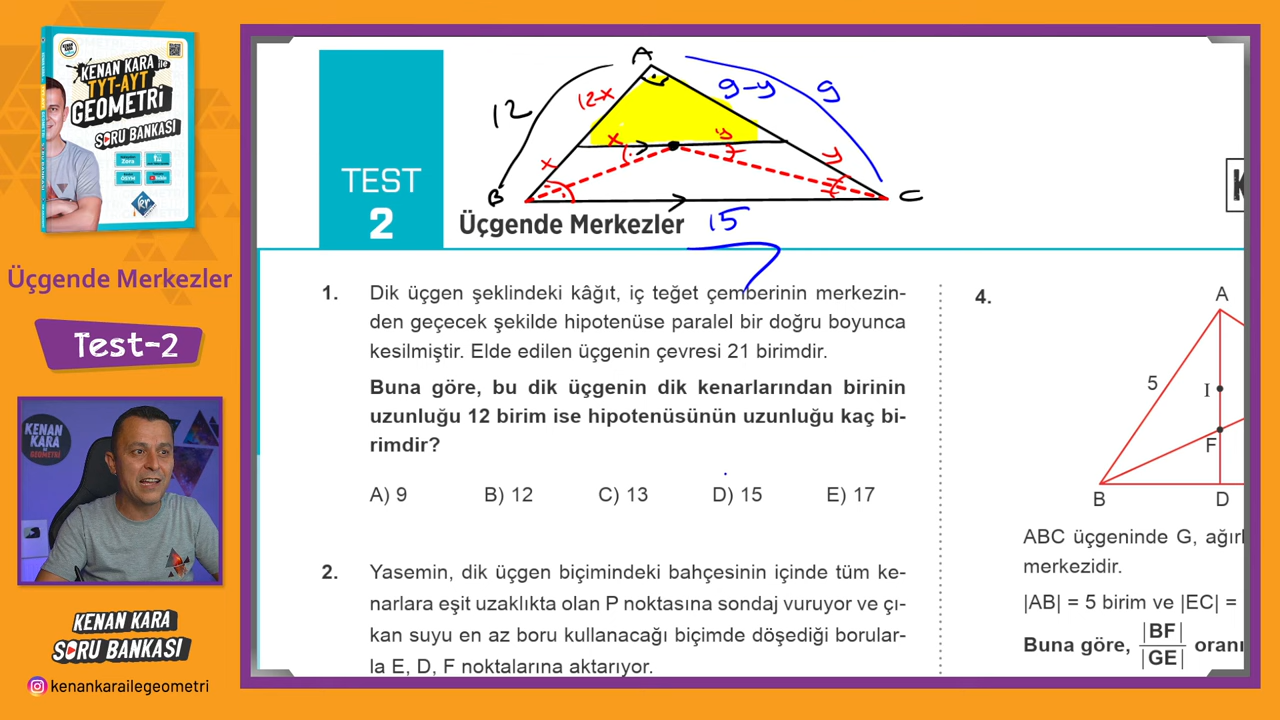 KENAN KARA ile
TYT-AYT
GEOMETRİ
SORU BANKASI
Üçgende Merkezler
Test-2
KENAN
KARA
GEOMETRİ
KENAN KARA
SORU BANKASI
kenankarailegeometri
TEST
2
Üçgende Merkezler
A
12
12-x
9-y
9
x
x
y
y
B
C
15
1. Dik üçgen şeklindeki kâğıt, iç teğet çemberinin merkezin-
den geçecek şekilde hipotenüse paralel bir doğru boyunca
kesilmiştir. Elde edilen üçgenin çevresi 21 birimdir.
Buna göre, bu dik üçgenin dik kenarlarından birinin
uzunluğu 12 birim ise hipotenüsünün uzunluğu kaç bi-
rimdir?
A) 9 B) 12 C) 13 D) 15 E) 17
2. Yasemin, dik üçgen biçimindeki bahçesinin içinde tüm ke-
narlara eşit uzaklıkta olan P noktasına sondaj vuruyor ve çı-
kan suyu en az boru kullanacağı biçimde döşediği borular-
la E, D, F noktalarına aktarıyor.
K
4.
A
5
I
F
B
D
ABC üçgeninde G, ağırl
merkezidir.
|AB| = 5 birim ve |EC| =
Buna göre, |BF| / |GE| oranı